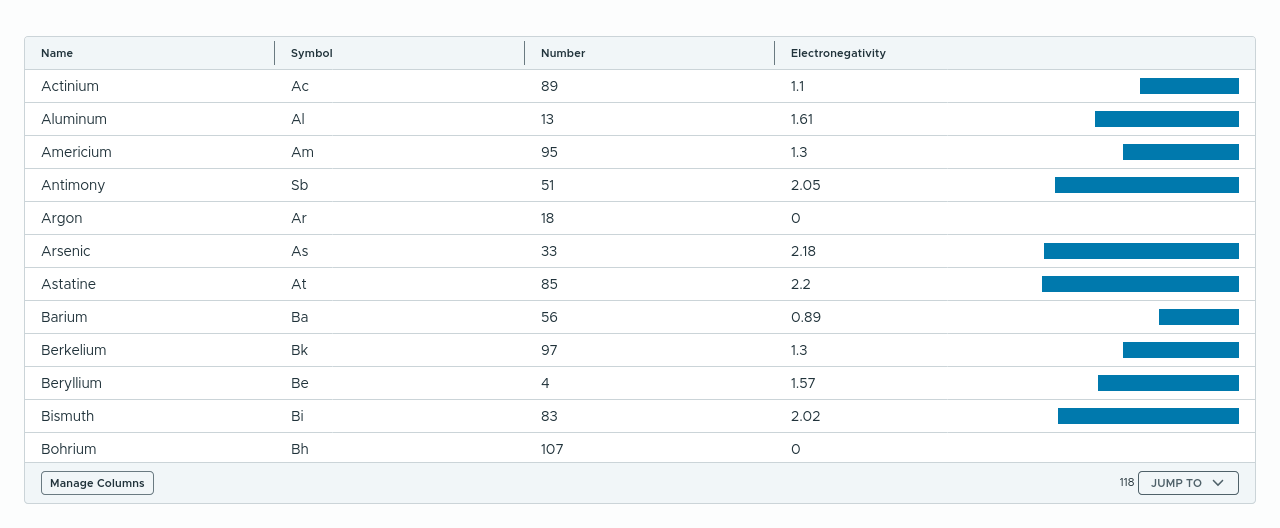 Name Symbol Number Electronegativity
Actinium Ac 89 1.1
Aluminum Al 13 1.61
Americium Am 95 1.3
Antimony Sb 51 2.05
Argon Ar 18 0
Arsenic As 33 2.18
Astatine At 85 2.2
Barium Ba 56 0.89
Berkelium Bk 97 1.3
Beryllium Be 4 1.57
Bismuth Bi 83 2.02
Bohrium Bh 107 0
Manage Columns 118 JUMP TO